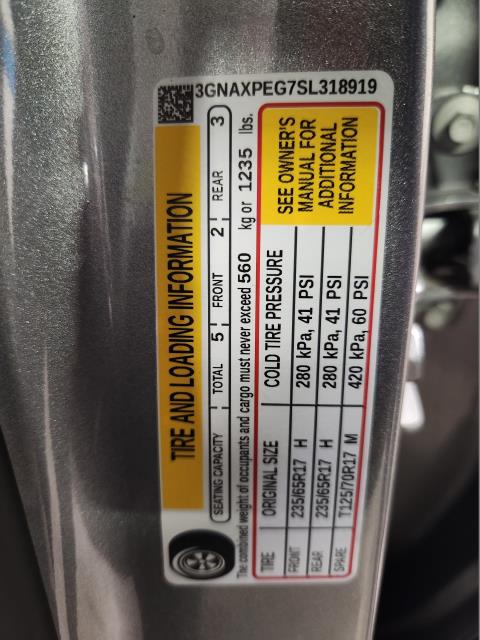 3GNAXPEG7SL318919
TIRE AND LOADING INFORMATION
SEATING CAPACITY TOTAL 5 FRONT 2 REAR 3
The combined weight of occupants and cargo must never exceed 560 kg or 1235 lbs.
TIRE ORIGINAL SIZE COLD TIRE PRESSURE
FRONT 235/65R17 H 280 kPa, 41 PSI
REAR 235/65R17 H 280 kPa, 41 PSI
SPARE T125/70R17 M 420 kPa, 60 PSI
SEE OWNER'S
MANUAL FOR
ADDITIONAL
INFORMATION